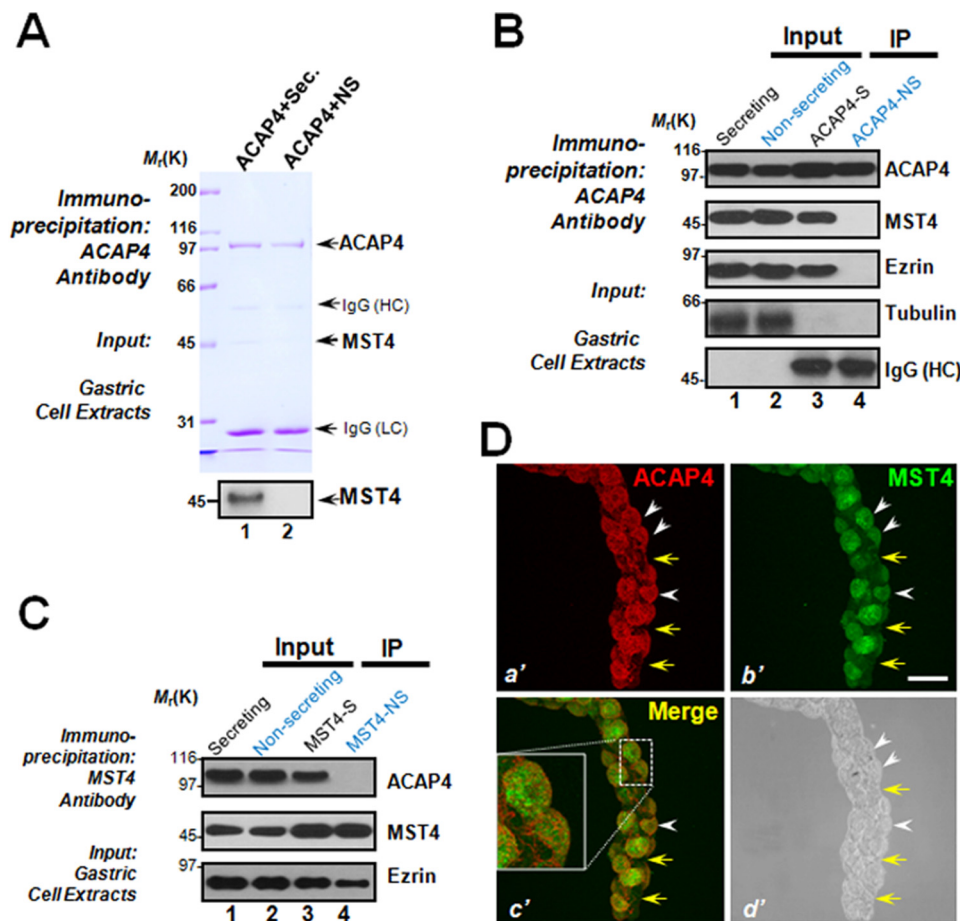 A
ACAP4+Sec.
ACAP4+NS
Mr(K)
Immuno-
precipitation:
ACAP4
Antibody
Input:
Gastric
Cell Extracts
200
116
97
66
45
31
ACAP4
IgG (HC)
MST4
IgG (LC)
45
MST4
1 2
B
Input IP
Secreting
Non-secreting
ACAP4-S
ACAP4-NS
Mr(K)
Immuno-
precipitation:
ACAP4
Antibody
Input:
Gastric
Cell Extracts
116
97-
ACAP4
45-
MST4
97-
Ezrin
66-
Tubulin
45-
IgG (HC)
1 2 3 4
C
Input IP
Secreting
Non-secreting
MST4-S
MST4-NS
Mr(K)
Immuno-
precipitation:
MST4
Antibody
Input:
Gastric
Cell Extracts
116-
97-
ACAP4
45-
MST4
97-
Ezrin
1 2 3 4
D
ACAP4
a'
MST4
b'
Merge
c'
d'